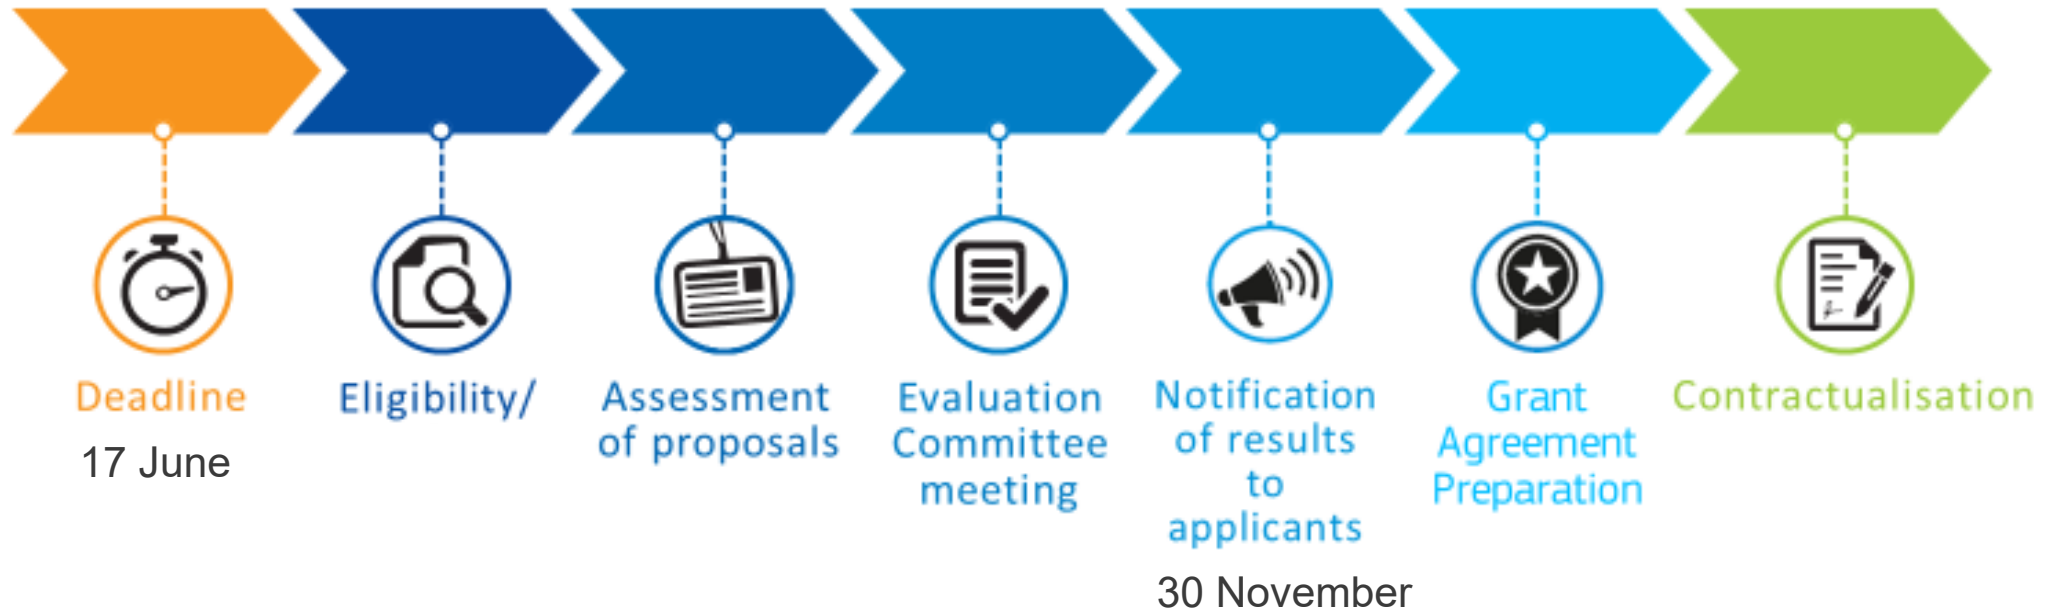 Deadline
17 June
Eligibility/
Assessment
of proposals
Evaluation
Committee
meeting
Notification
of results
to
applicants
30 November
Grant
Agreement
Preparation
Contractualisation